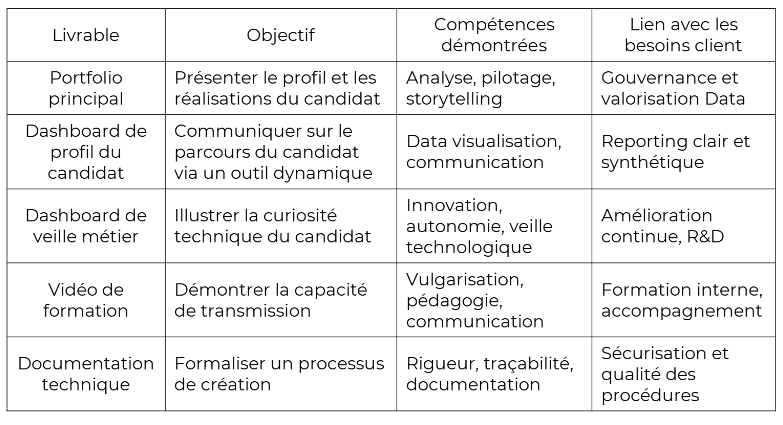 Livrable
Objectif
Compétences
démontrées
Lien avec les
besoins client
Portfolio
principal
Présenter le profil et les
réalisations du candidat
Analyse, pilotage,
storytelling
Gouvernance et
valorisation Data
Dashboard de
profil du
candidat
Communiquer sur le
parcours du candidat
via un outil dynamique
Data visualisation,
communication
Reporting clair et
synthétique
Dashboard de
veille métier
Illustrer la curiosité
technique du candidat
Innovation,
autonomie, veille
technologique
Amélioration
continue, R&D
Vidéo de
formation
Démontrer la capacité
de transmission
Vulgarisation,
pédagogie,
communication
Formation interne,
accompagnement
Documentation
technique
Formaliser un processus
de création
Rigueur, traçabilité,
documentation
Sécurisation et
qualité des
procédures